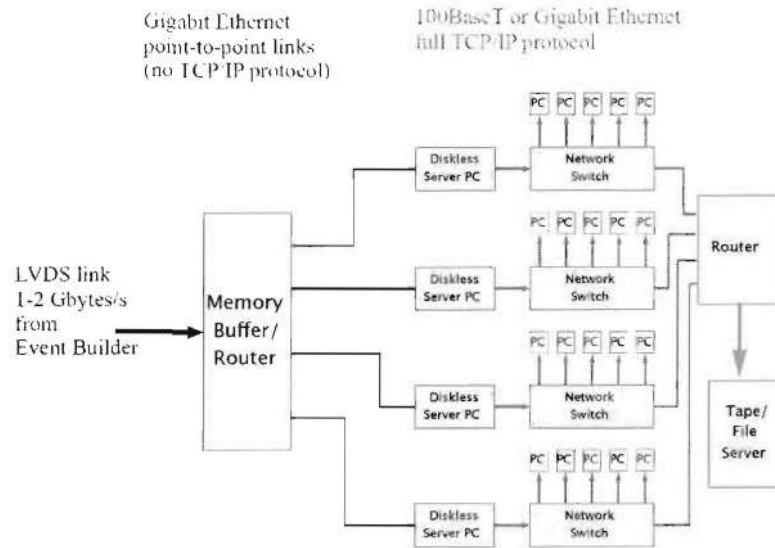 Gigabit Ethernet
point-to-point links
(no TCP/IP protocol)
100BaseT or Gigabit Ethernet
full TCP/IP protocol
PC PC PC PC PC
Diskless
Server PC
Network
Switch
PC PC PC PC PC
Diskless
Server PC
Network
Switch
Router
LVDS link
1-2 Gbytes/s
from
Event Builder
Memory
Buffer/
Router
PC PC PC PC PC
Diskless
Server PC
Network
Switch
Tape/
File
Server
PC PC PC PC PC
Diskless
Server PC
Network
Switch